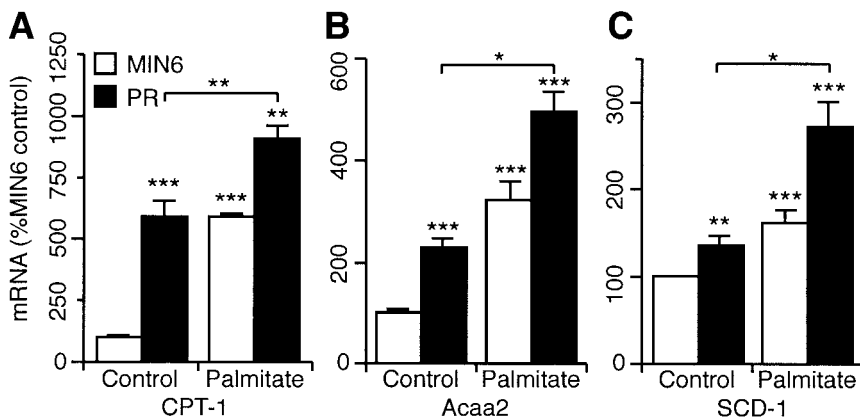 A
B
C
MIN6
PR
mRNA (%MIN6 control)
1250
1000
750
500
250
0
***
***
**
**
Control
Palmitate
CPT-1
600
400
200
0
***
***
***
*
Control
Palmitate
Acaa2
300
200
100
0
**
***
***
*
Control
Palmitate
SCD-1